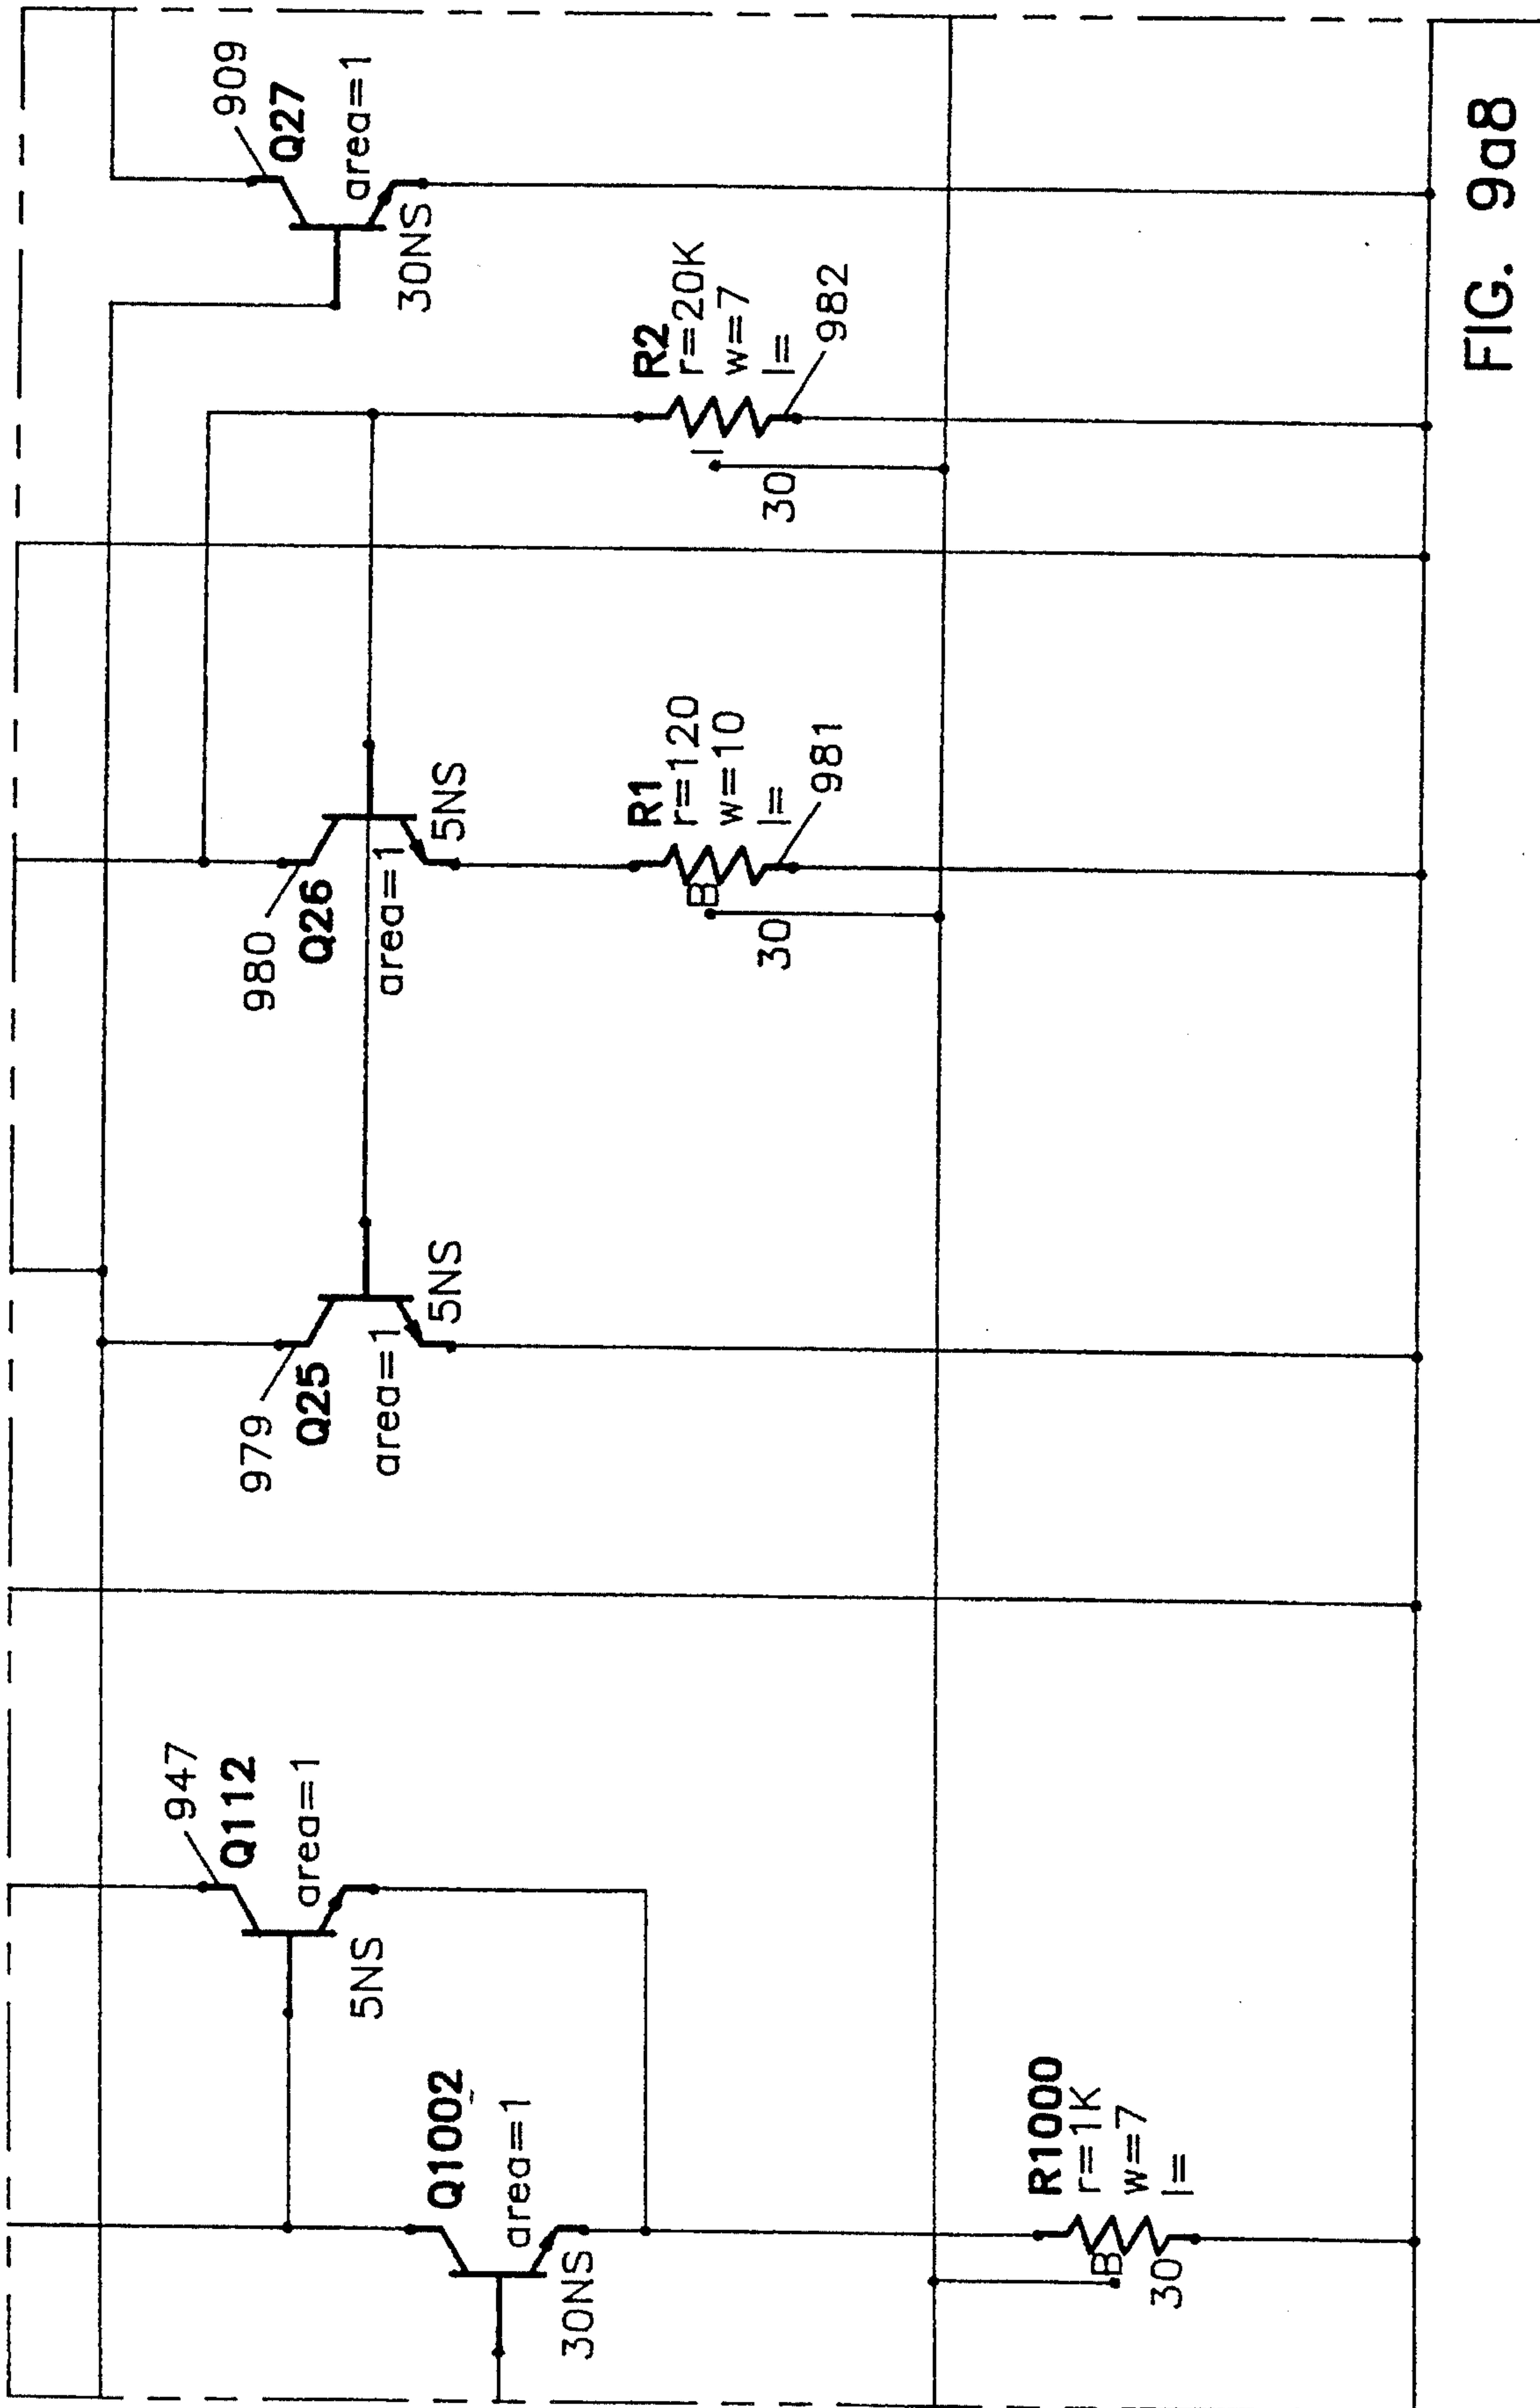 947
Q112
area=1
5NS
Q1002
area=1
30NS
R1000
r=1K
w=7
l=
B
30
979
Q25
area=1
5NS
980
Q26
area=1
5NS
R1
r=120
w=10
l=
981
B
30
909
Q27
area=1
30NS
R2
r=20K
w=7
l=
982
I
30
FIG. 9a8